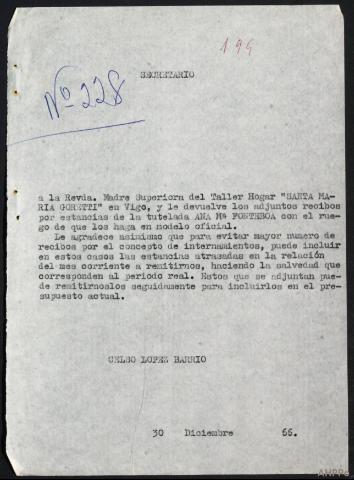 194
SECRETARIO
Nº 228
a la Revda. Madre Superiora del Taller Hogar "SANTA MA-
RIA GORETTI" en Vigo, y le devuelve los adjuntos recibos
por estancias de la tutelada ANA Mª FONTEBOA con el rue-
go de que los haga en modelo oficial.
Le agradece asimismo que para evitar mayor numero de
recibos por el concepto de internamientos, puede incluir
en estos casos las estancias atrasadas en la relación
del mes corriente a remitirnos, haciendo la salvedad que
corresponden al periodo real. Estos que se adjuntan pue-
de remitirnoslos seguidamente para incluirlos en el pre-
supuesto actual.
CELSO LOPEZ BARRIO
30 Diciembre 66.
AHPPo